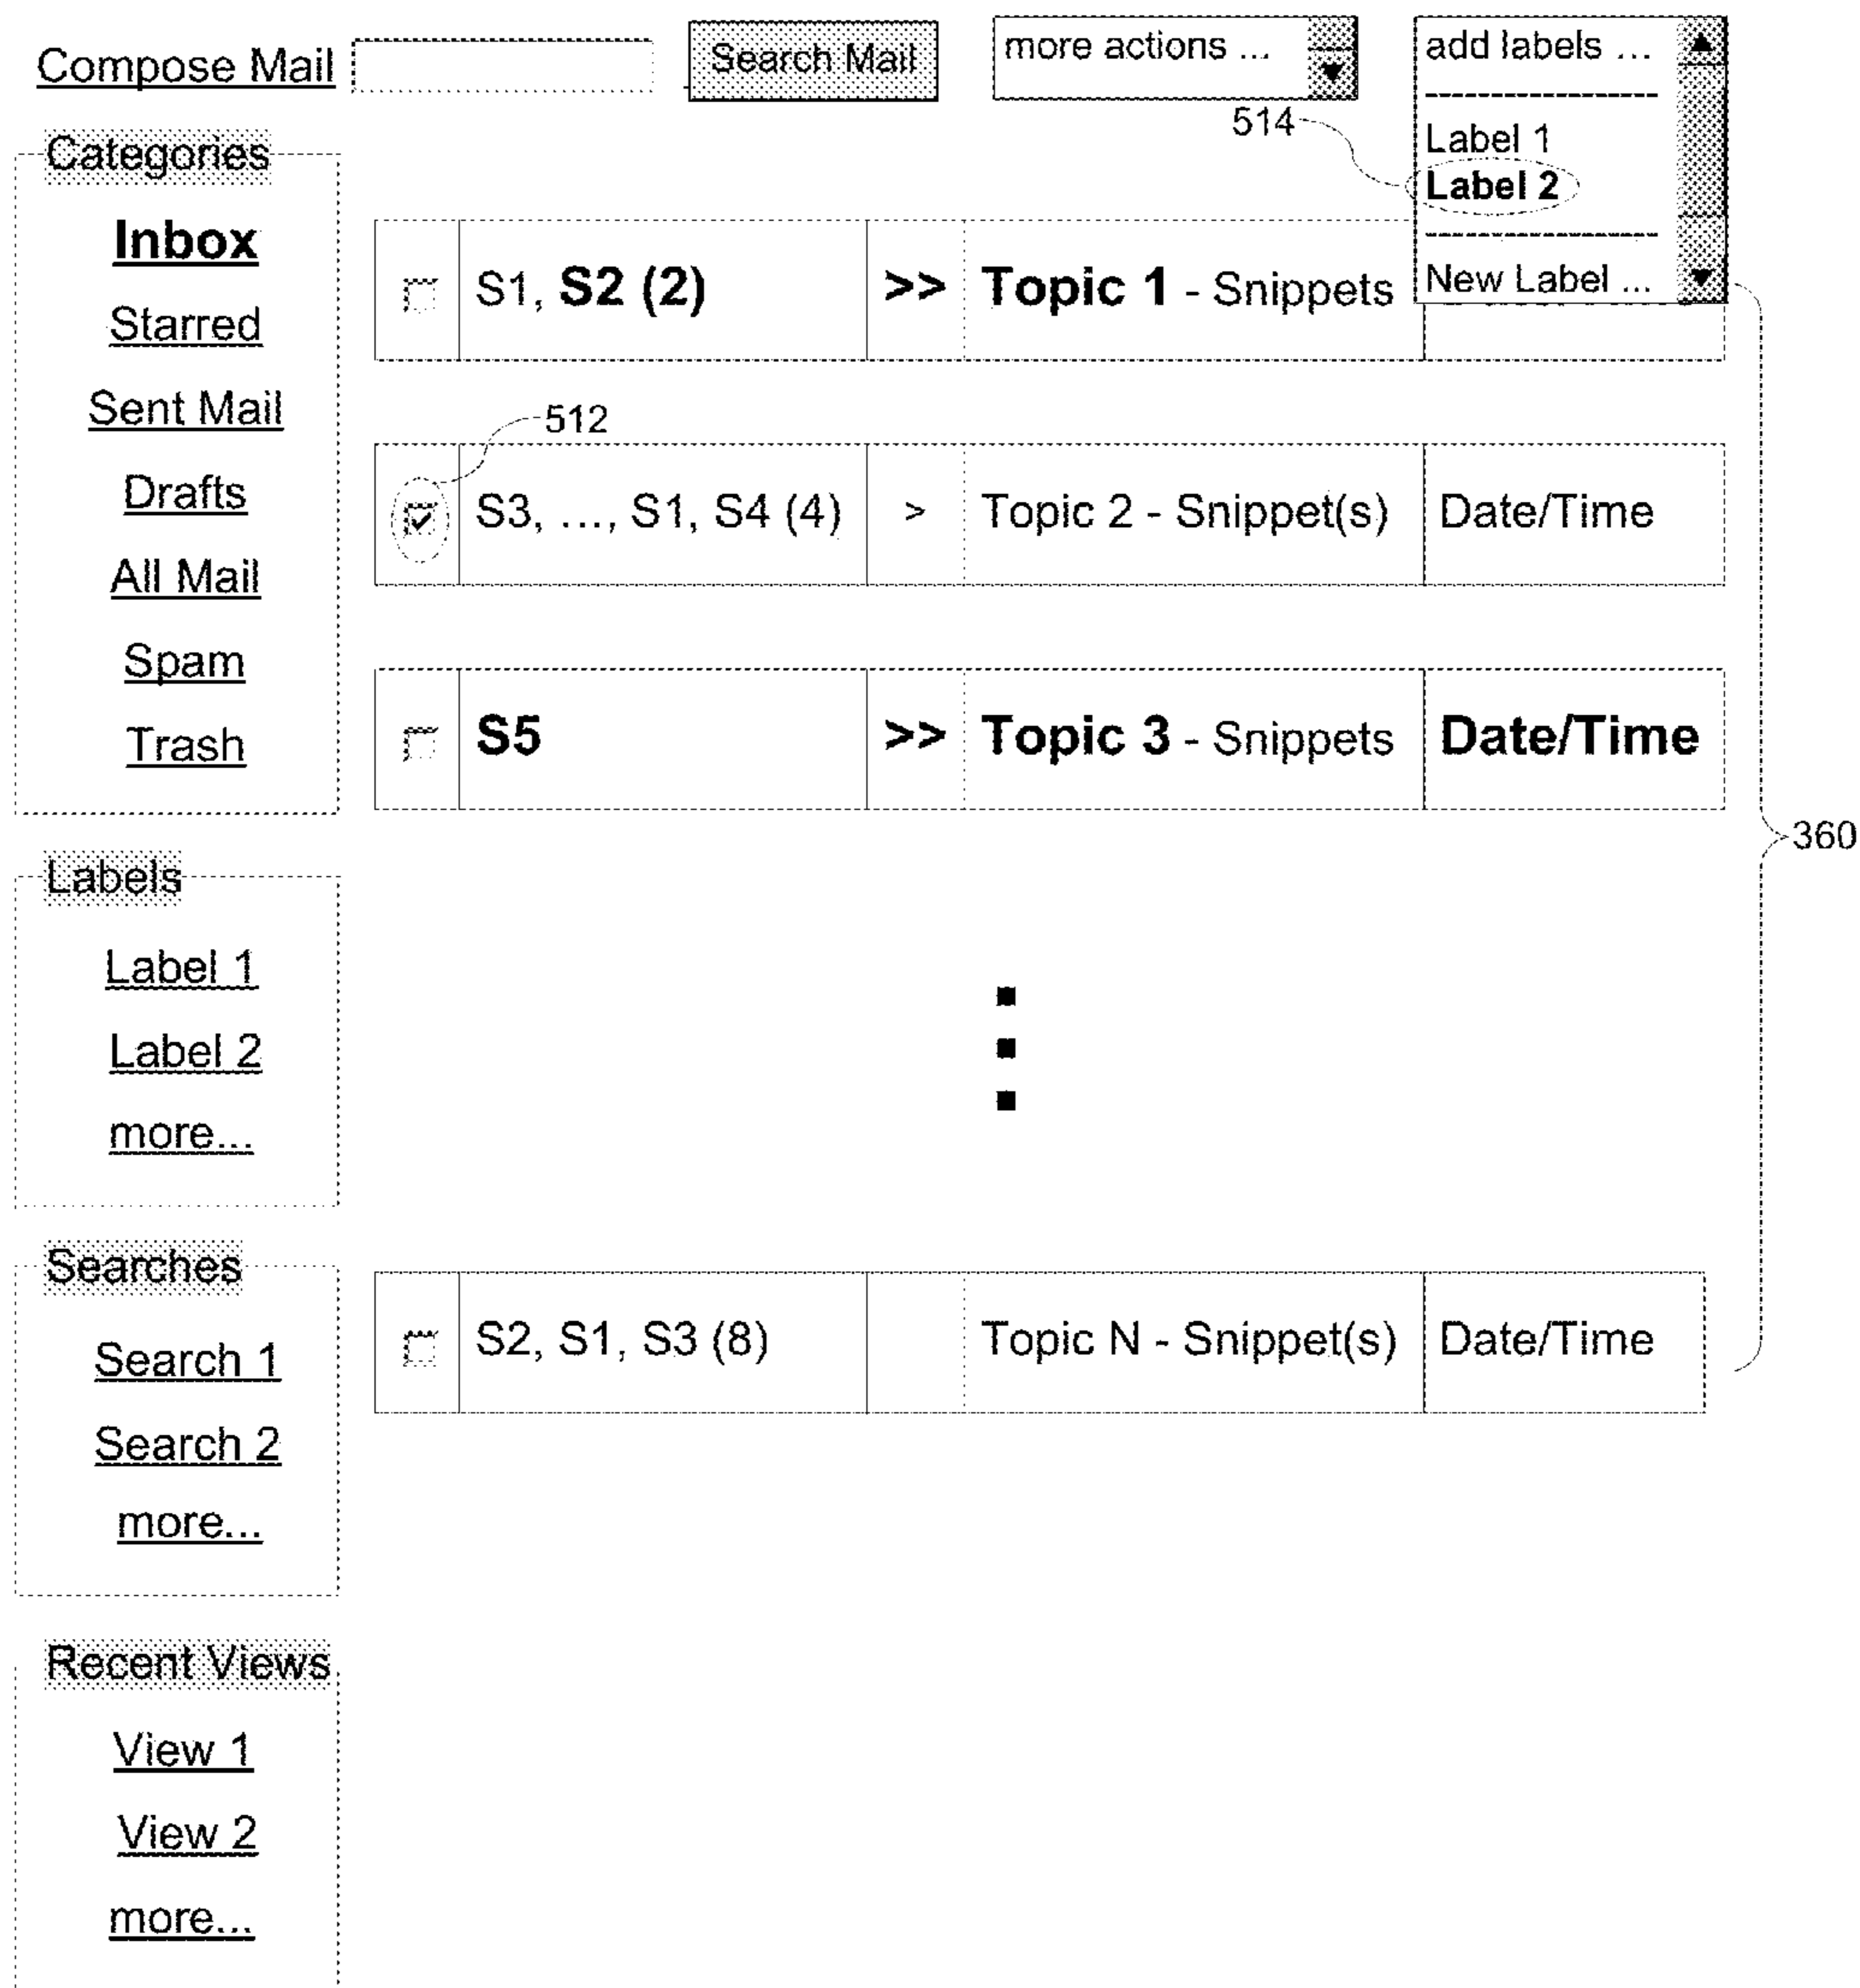 Compose Mail
Search Mail
more actions ...
add labels ...
Label 1
Label 2
New Label ...
514
Categories
Inbox
Starred
Sent Mail
Drafts
All Mail
Spam
Trash
S1, S2 (2) >> Topic 1 - Snippets
512
S3, ..., S1, S4 (4) > Topic 2 - Snippet(s) Date/Time
S5 >> Topic 3 - Snippets Date/Time
360
Labels
Label 1
Label 2
more...
Searches
Search 1
Search 2
more...
S2, S1, S3 (8) Topic N - Snippet(s) Date/Time
Recent Views
View 1
View 2
more...